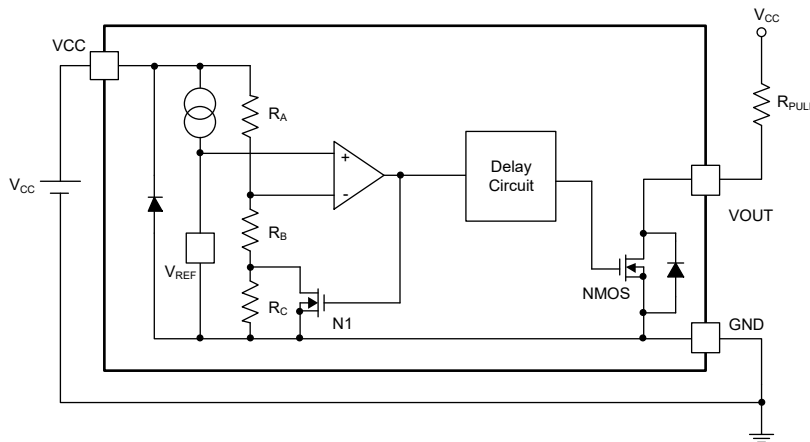 VCC
VCC
RPULL
RA
VCC
+
-
Delay
Circuit
RB
VREF
VOUT
RC
N1
NMOS
GND